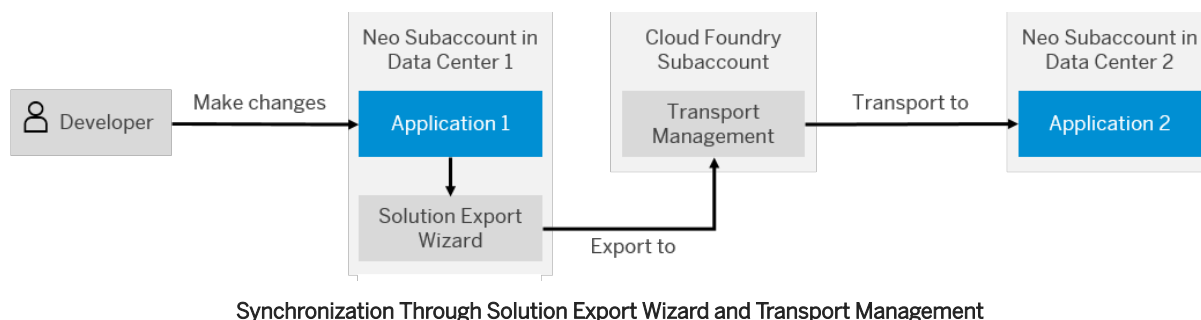 Neo Subaccount in
Data Center 1
Cloud Foundry
Subaccount
Neo Subaccount in
Data Center 2
Developer
Make changes
Application 1
Transport
Management
Transport to
Application 2
Solution Export
Wizard
Export to
Synchronization Through Solution Export Wizard and Transport Management